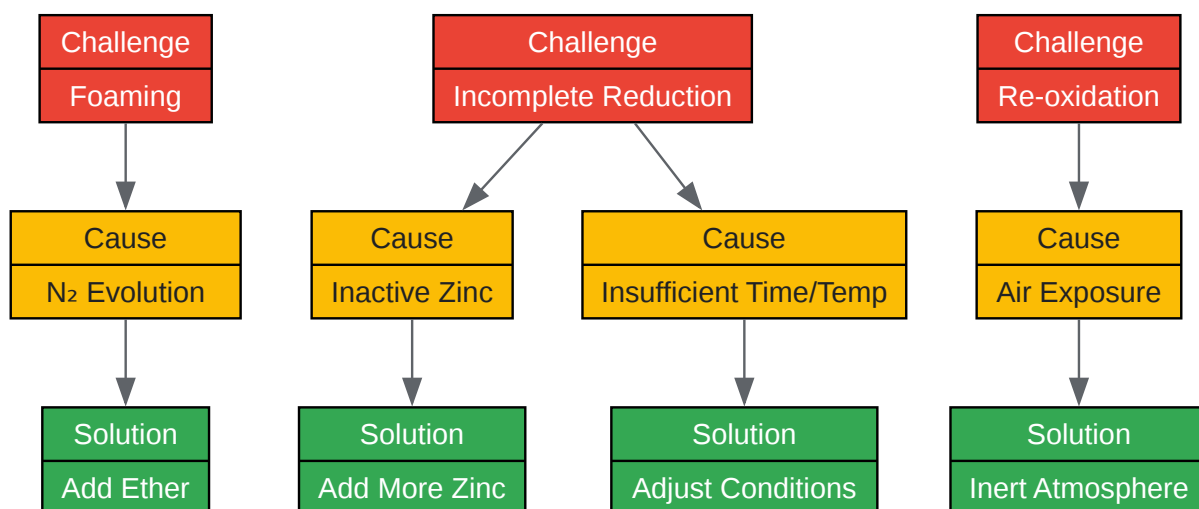 Challenge
Foaming
Challenge
Incomplete Reduction
Challenge
Re-oxidation
Cause
N₂ Evolution
Cause
Inactive Zinc
Cause
Insufficient Time/Temp
Cause
Air Exposure
Solution
Add Ether
Solution
Add More Zinc
Solution
Adjust Conditions
Solution
Inert Atmosphere